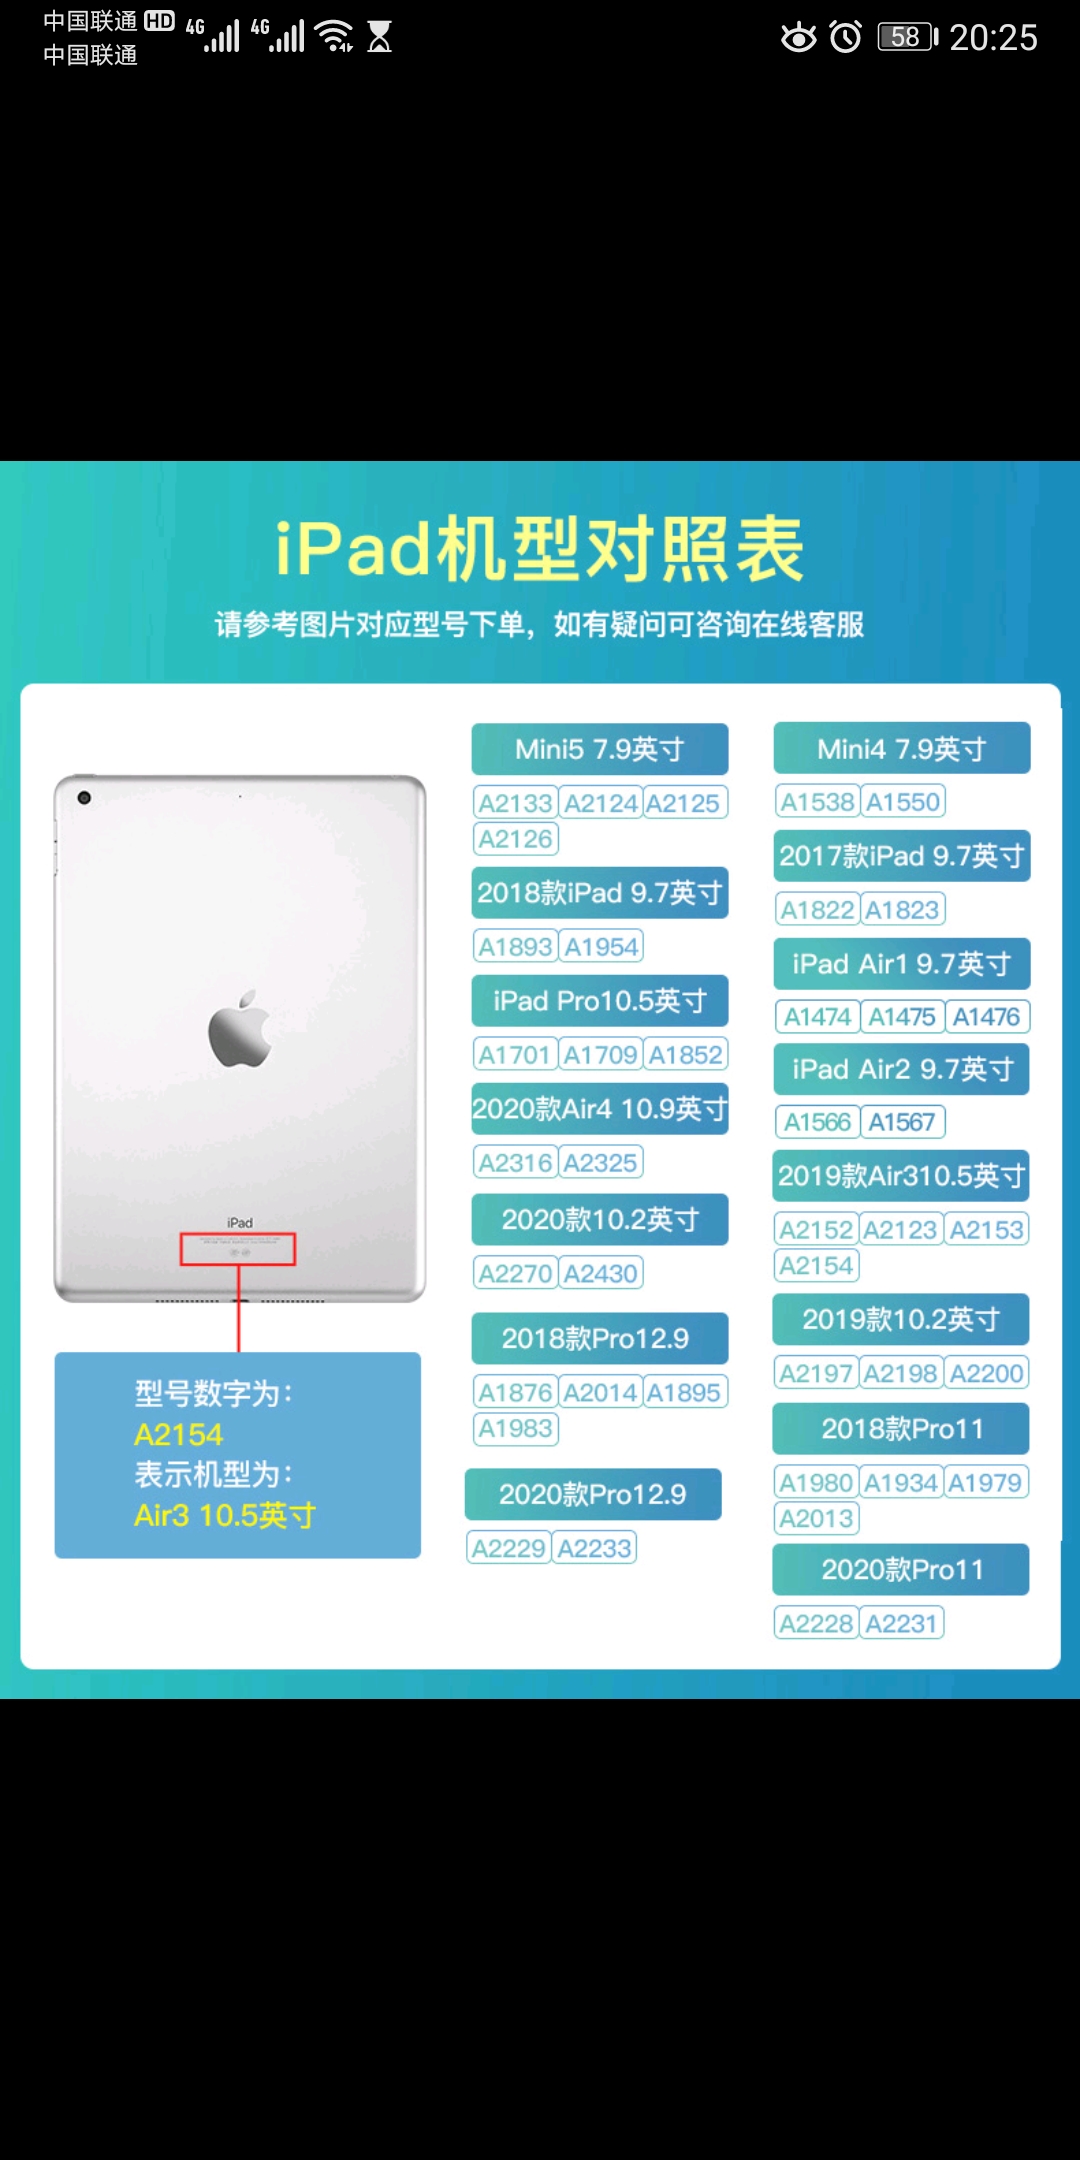 中国联通 HD 4G 4G 58 20:25
中国联通
iPad机型对照表
请参考图片对应型号下单，如有疑问可咨询在线客服
iPad
型号数字为：
A2154
表示机型为：
Air3 10.5英寸
Mini5 7.9英寸
A2133 A2124 A2125
A2126
2018款iPad 9.7英寸
A1893 A1954
iPad Pro10.5英寸
A1701 A1709 A1852
2020款Air4 10.9英寸
A2316 A2325
2020款10.2英寸
A2270 A2430
2018款Pro12.9
A1876 A2014 A1895
A1983
2020款Pro12.9
A2229 A2233
Mini4 7.9英寸
A1538 A1550
2017款iPad 9.7英寸
A1822 A1823
iPad Air1 9.7英寸
A1474 A1475 A1476
iPad Air2 9.7英寸
A1566 A1567
2019款Air310.5英寸
A2152 A2123 A2153
A2154
2019款10.2英寸
A2197 A2198 A2200
2018款Pro11
A1980 A1934 A1979
A2013
2020款Pro11
A2228 A2231